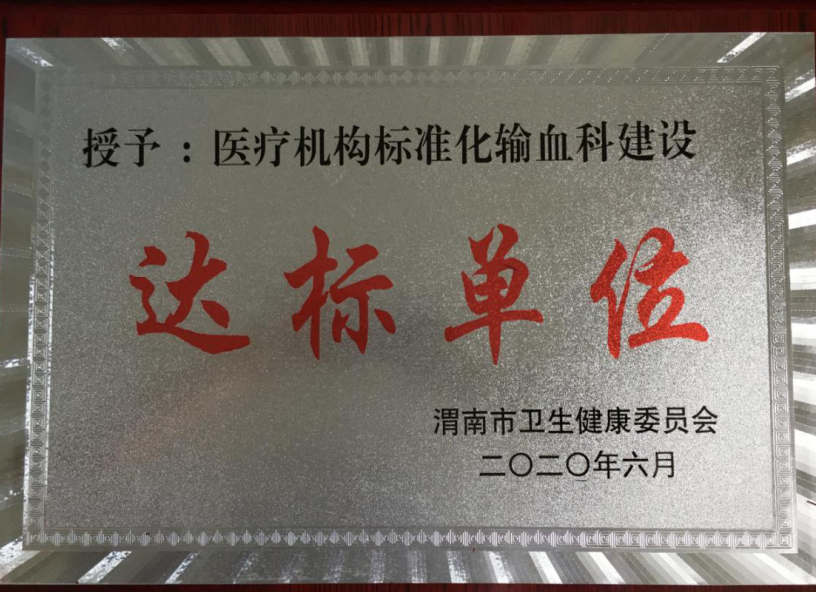 授予：医疗机构标准化输血科建设
达标单位
渭南市卫生健康委员会
二〇二〇年六月